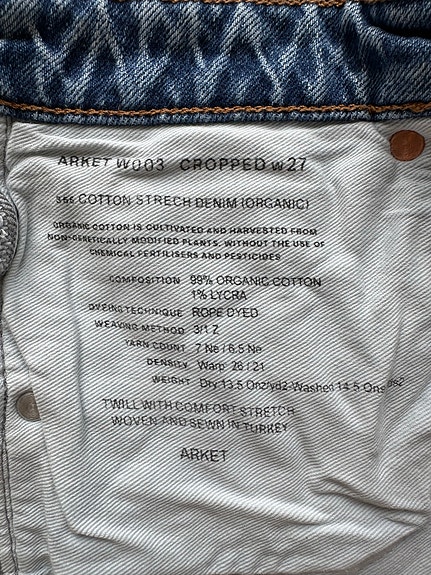 ARKET W003 CROPPED W27
366 COTTON STRECH DENIM (ORGANIC)
ORGANIC COTTON IS CULTIVATED AND HARVESTED FROM
NON-GENETICALLY MODIFIED PLANTS, WITHOUT THE USE OF
CHEMICAL FERTILISERS AND PESTICIDES
COMPOSITION 99% ORGANIC COTTON
1% LYCRA
DYEING TECHNIQUE ROPE DYED
WEAVING METHOD 3/1 Z
YARN COUNT 7 Ne / 6.5 Ne
DENSITY Warp: 26 / 21
WEIGHT Dry 13.5 Onz/yd2-Washed 14.5
TWILL WITH COMFORT STRETCH
WOVEN AND SEWN IN TURKEY
ARKET